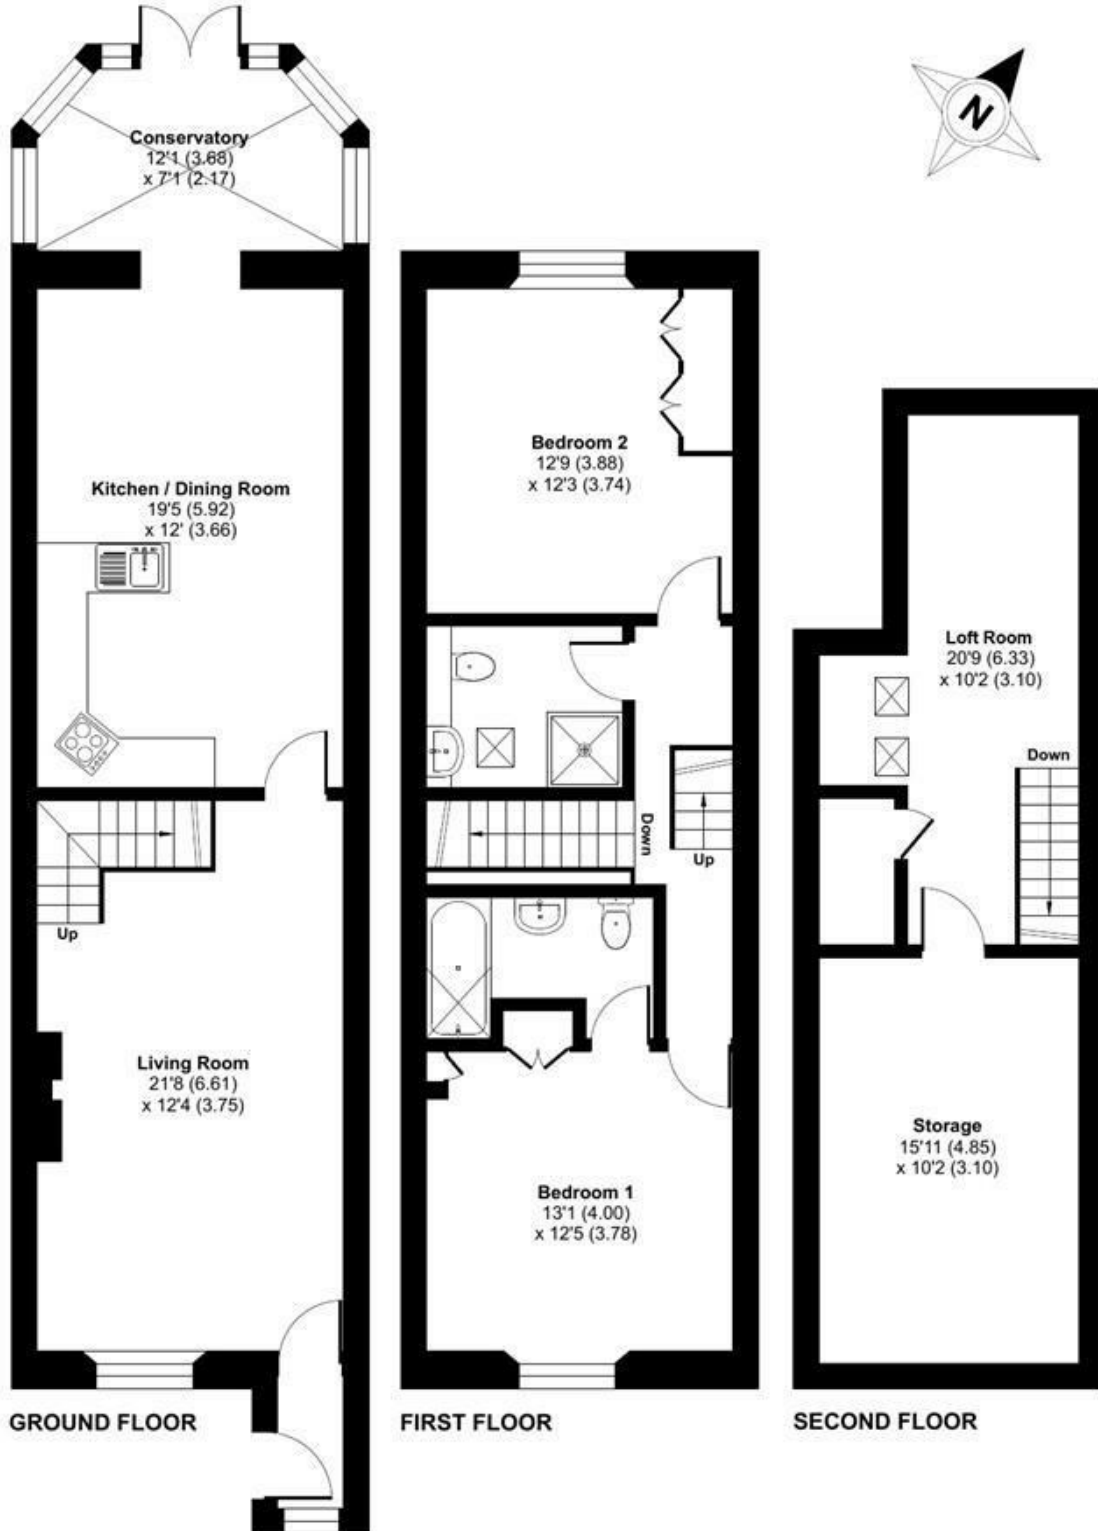 N
Conservatory
12'1 (3.68)
x 7'1 (2.17)
Kitchen / Dining Room
19'5 (5.92)
x 12' (3.66)
Up
Living Room
21'8 (6.61)
x 12'4 (3.75)
GROUND FLOOR
Bedroom 2
12'9 (3.88)
x 12'3 (3.74)
Down
Up
Bedroom 1
13'1 (4.00)
x 12'5 (3.78)
FIRST FLOOR
Loft Room
20'9 (6.33)
x 10'2 (3.10)
Down
Storage
15'11 (4.85)
x 10'2 (3.10)
SECOND FLOOR